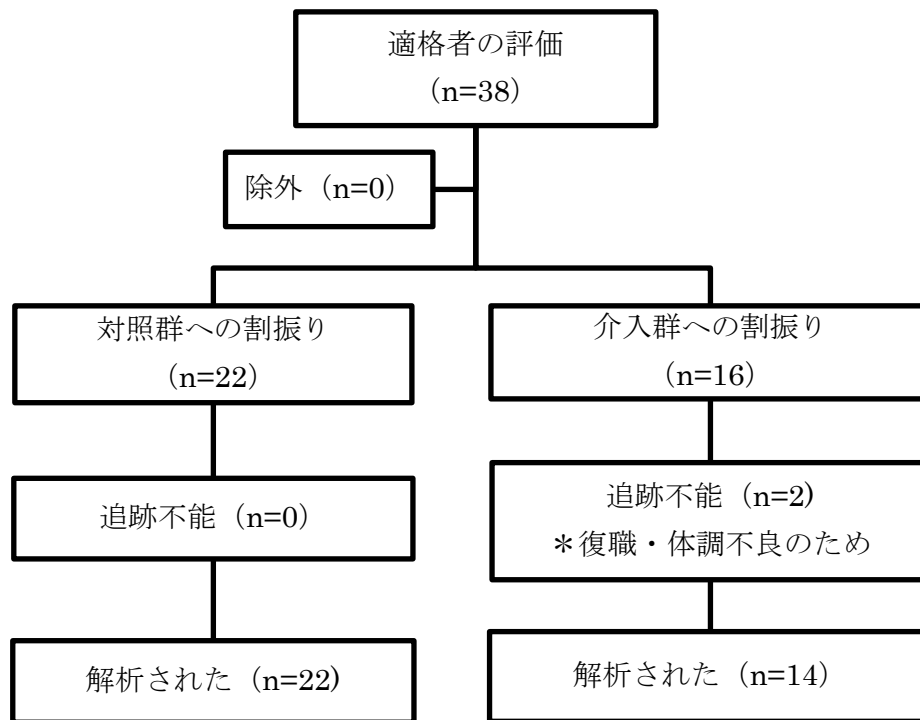 適格者の評価
（n=38）
除外（n=0）
対照群への割振り
（n=22）
介入群への割振り
（n=16）
追跡不能（n=0）
追跡不能（n=2）
＊復職・体調不良のため
解析された（n=22）
解析された（n=14）